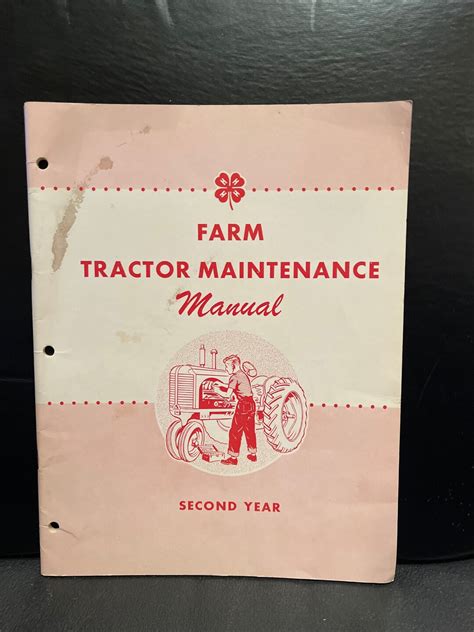 FARM
TRACTOR MAINTENANCE
Manual
SECOND YEAR